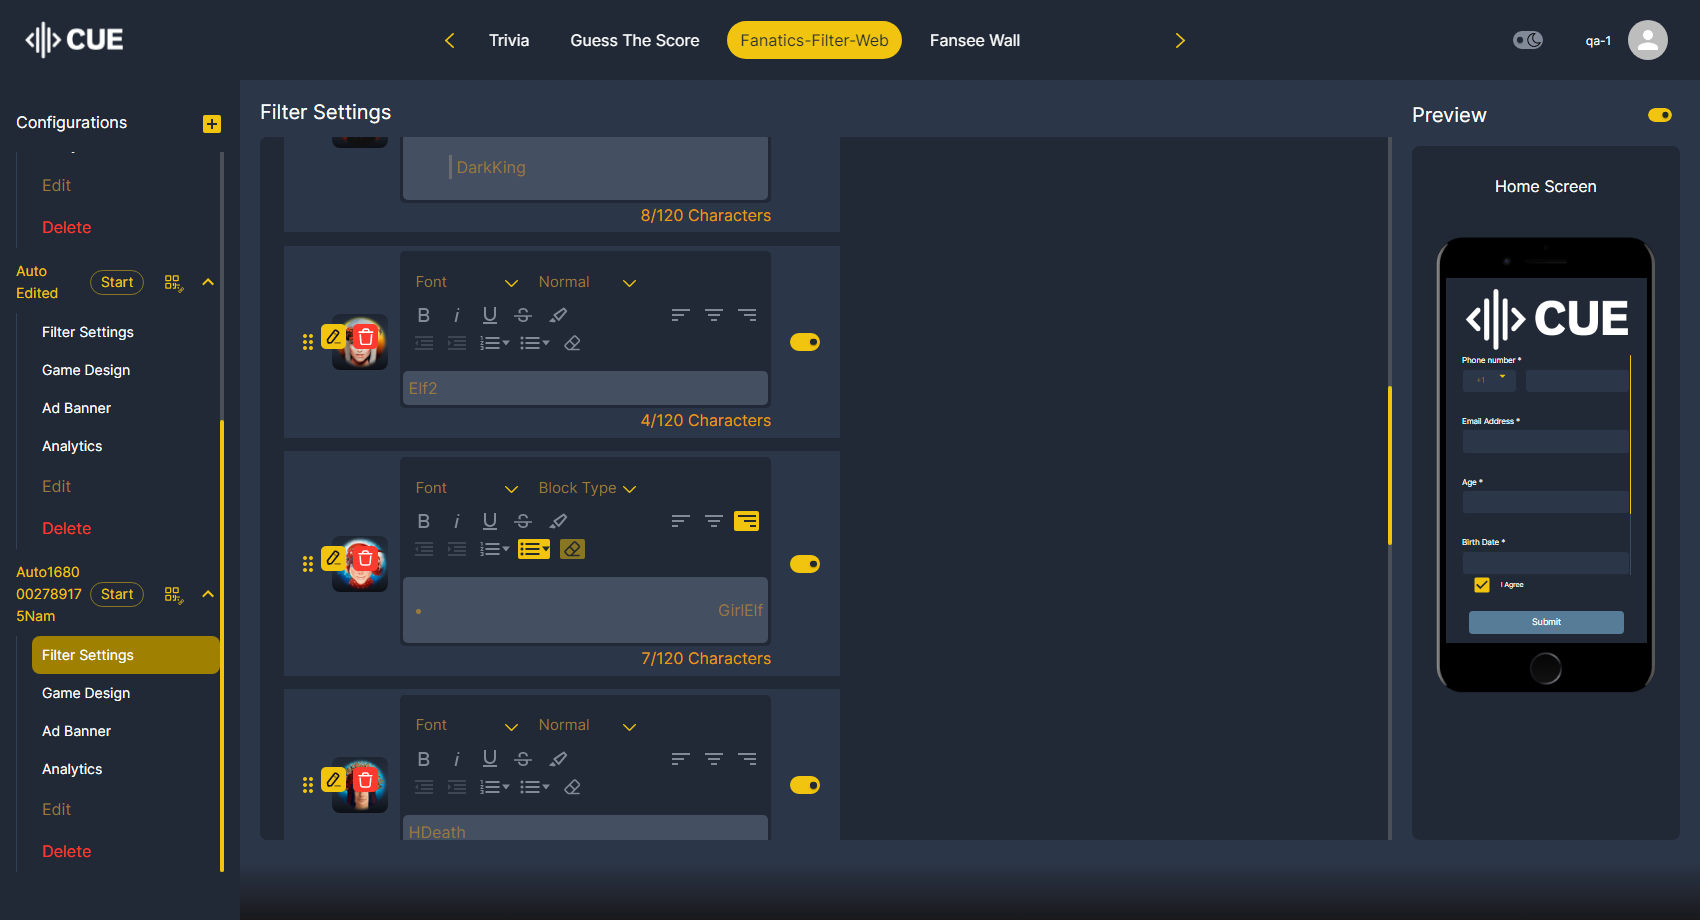 CUE
Trivia
Guess The Score
Fanatics-Filter-Web
Fansee Wall
qa-1
Configurations
Edit
Delete
Auto
Edited
Start
Filter Settings
Game Design
Ad Banner
Analytics
Edit
Delete
Auto1680
00278917
5Nam
Start
Filter Settings
Game Design
Ad Banner
Analytics
Edit
Delete
Filter Settings
DarkKing
8/120 Characters
Font
Normal
Elf2
4/120 Characters
Font
Block Type
GirlElf
7/120 Characters
Font
Normal
HDeath
Preview
Home Screen
CUE
Phone number *
+1
Email Address *
Age *
Birth Date *
I Agree
Submit